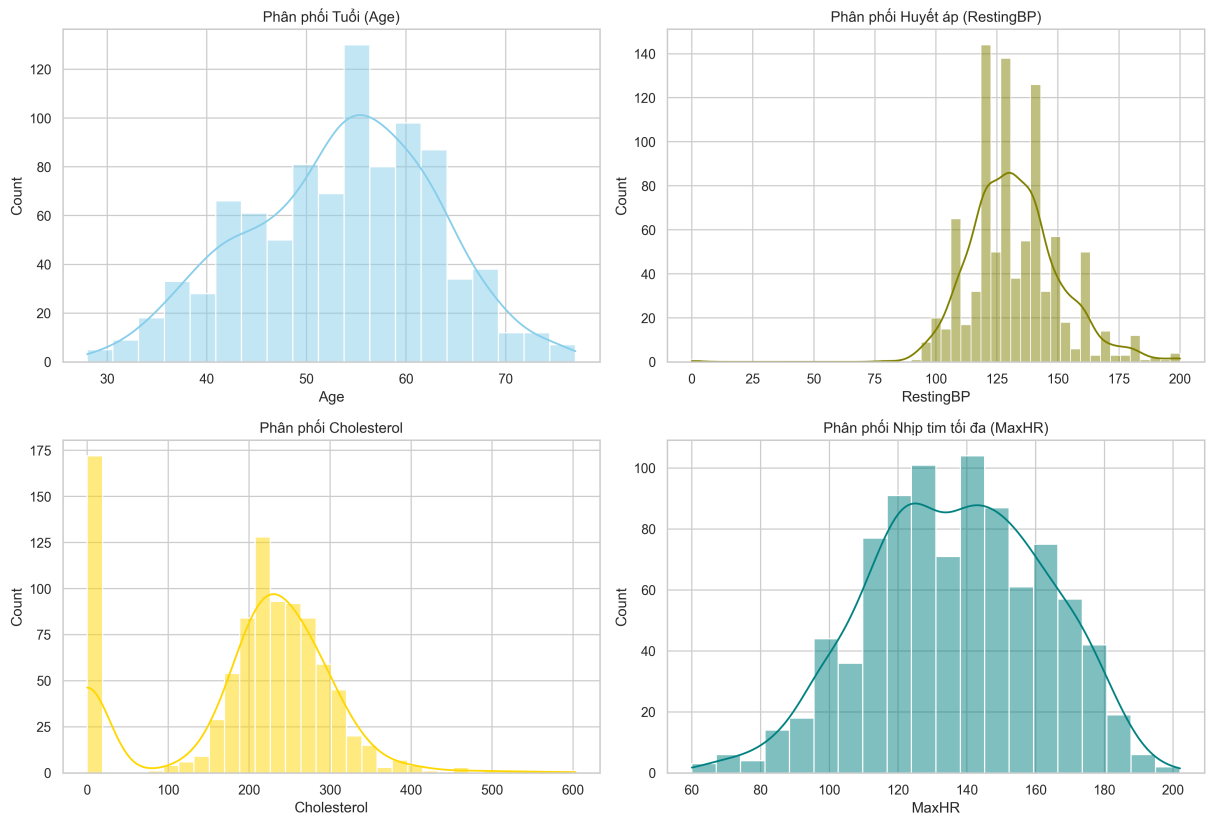 Phân phối Tuổi (Age)
120
100
80
60
40
20
0
Count
30 40 50 60 70
Age
Phân phối Huyết áp (RestingBP)
140
120
100
80
60
40
20
0
Count
0 25 50 75 100 125 150 175 200
RestingBP
Phân phối Cholesterol
175
150
125
100
75
50
25
0
Count
0 100 200 300 400 500 600
Cholesterol
Phân phối Nhịp tim tối đa (MaxHR)
100
80
60
40
20
0
Count
60 80 100 120 140 160 180 200
MaxHR